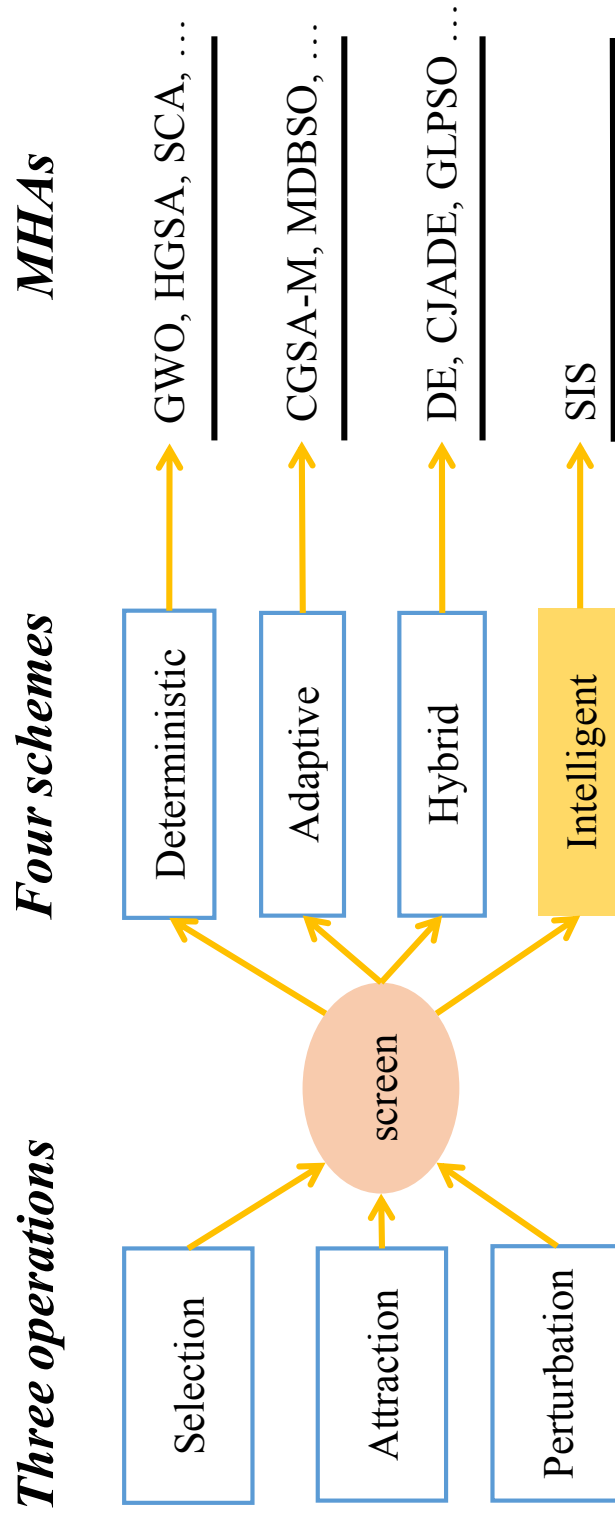 Three operations
Four schemes
MHAs
Selection
Attraction
Perturbation
screen
Deterministic
Adaptive
Hybrid
Intelligent
GWO, HGSA, SCA, …
CGSA-M, MDBSO, …
DE, CJADE, GLPSO …
SIS